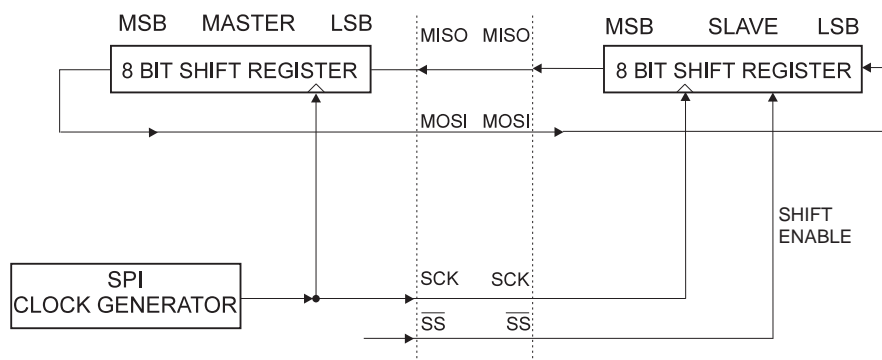 MSB MASTER LSB
MISO MISO
MSB SLAVE LSB
8 BIT SHIFT REGISTER
8 BIT SHIFT REGISTER
MOSI MOSI
SHIFT
ENABLE
SPI
CLOCK GENERATOR
SCK SCK
SS SS